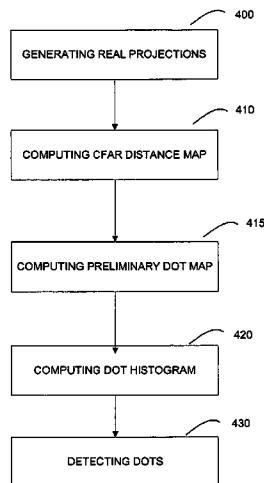 400
GENERATING REAL PROJECTIONS
410
COMPUTING CFAR DISTANCE MAP
415
COMPUTING PRELIMINARY DOT MAP
420
COMPUTING DOT HISTOGRAM
430
DETECTING DOTS